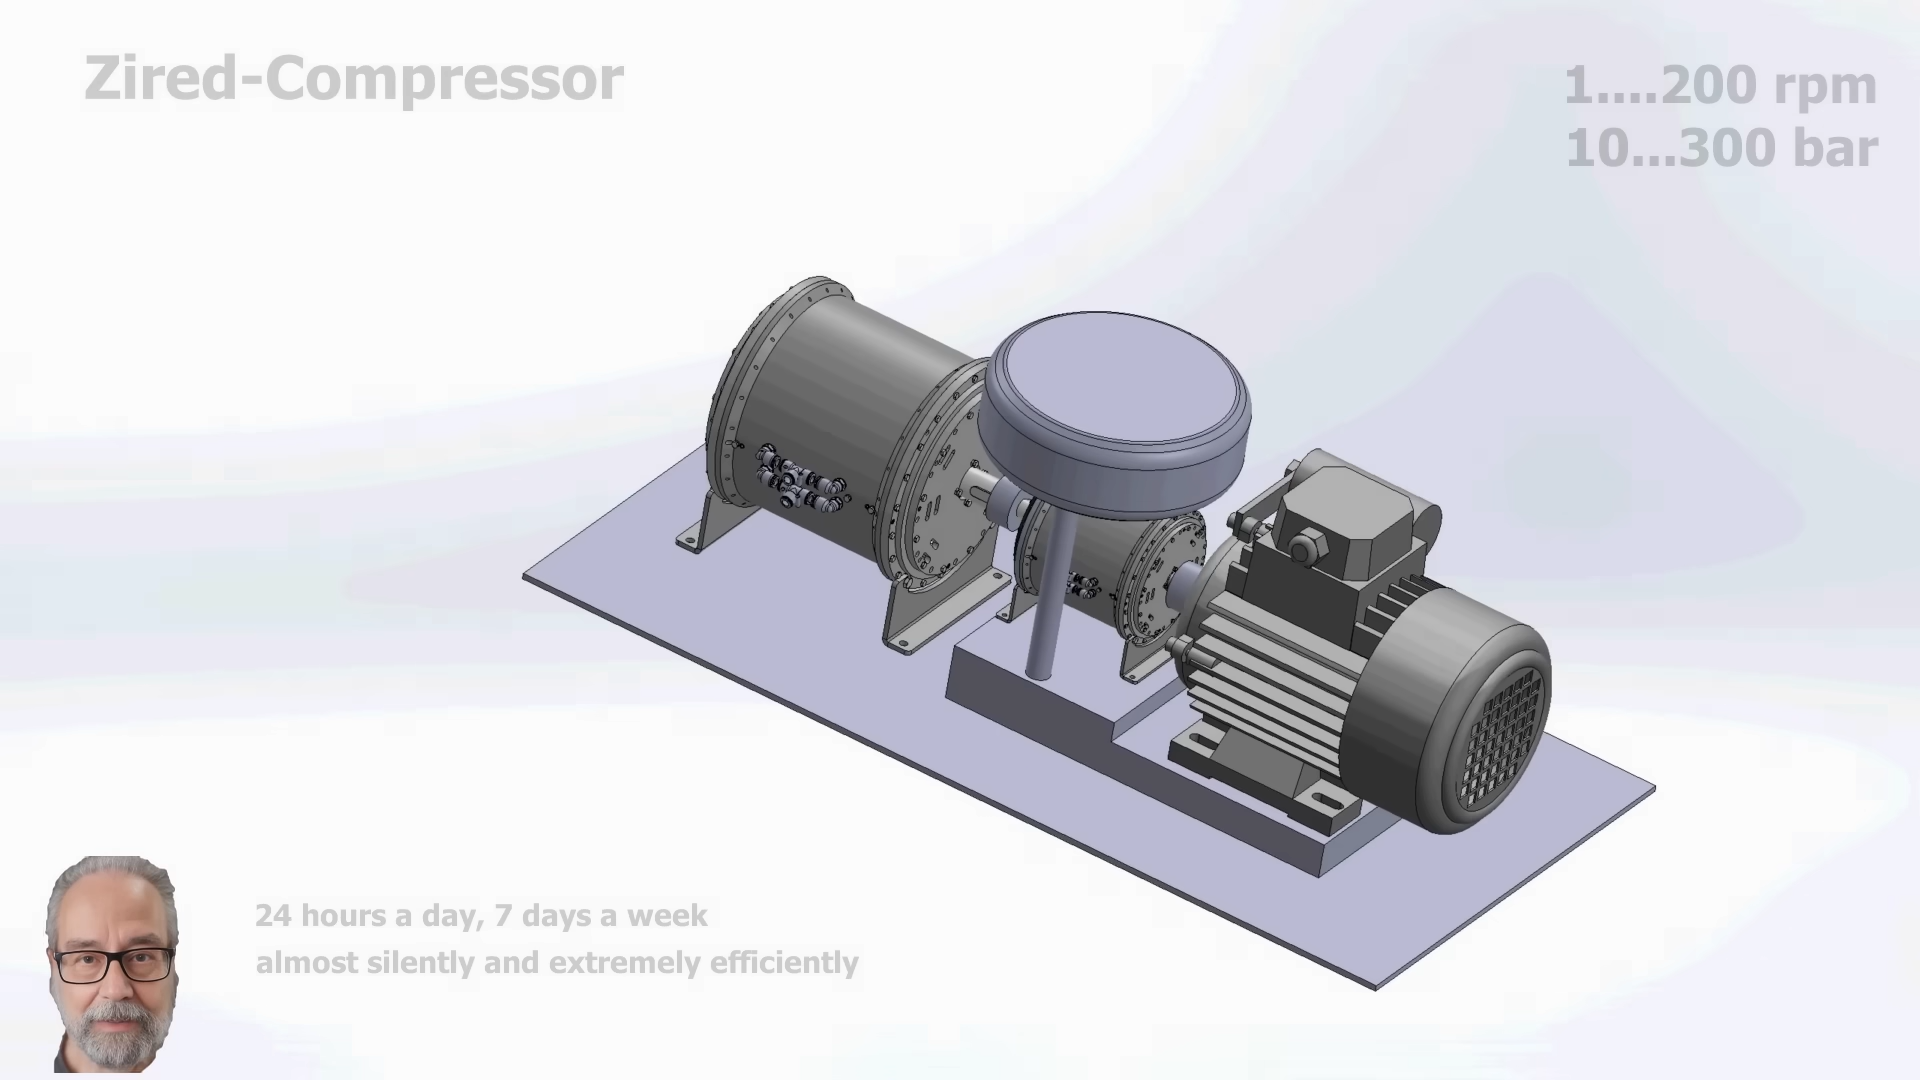 Zired-Compressor
1....200 rpm
10...300 bar
24 hours a day, 7 days a week
almost silently and extremely efficiently